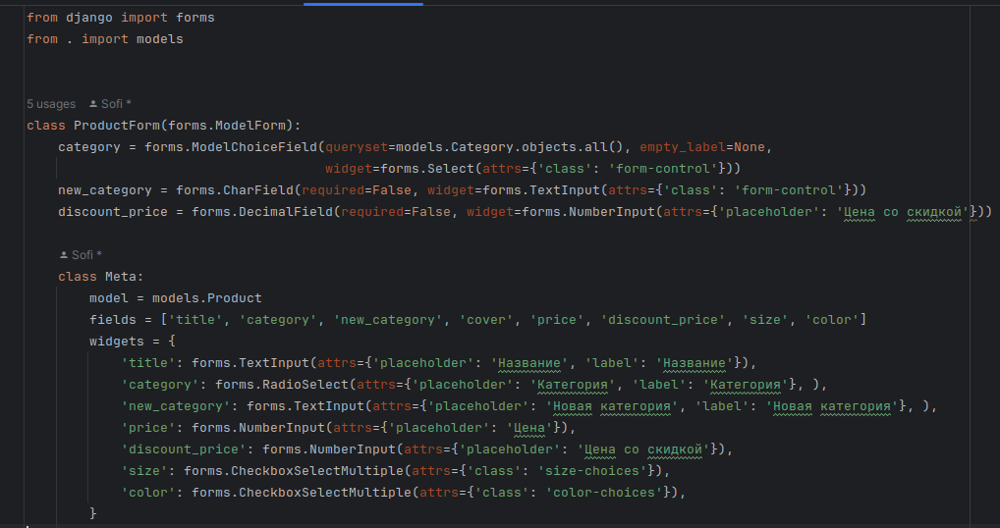 from django import forms
from . import models
5 usages Sofi *
class ProductForm(forms.ModelForm):
    category = forms.ModelChoiceField(queryset=models.Category.objects.all(), empty_label=None,
                                      widget=forms.Select(attrs={'class': 'form-control'}))
    new_category = forms.CharField(required=False, widget=forms.TextInput(attrs={'class': 'form-control'}))
    discount_price = forms.DecimalField(required=False, widget=forms.NumberInput(attrs={'placeholder': 'Цена со скидкой'}))
    Sofi *
    class Meta:
        model = models.Product
        fields = ['title', 'category', 'new_category', 'cover', 'price', 'discount_price', 'size', 'color']
        widgets = {
            'title': forms.TextInput(attrs={'placeholder': 'Название', 'label': 'Название'}),
            'category': forms.RadioSelect(attrs={'placeholder': 'Категория', 'label': 'Категория'}, ),
            'new_category': forms.TextInput(attrs={'placeholder': 'Новая категория', 'label': 'Новая категория'}, ),
            'price': forms.NumberInput(attrs={'placeholder': 'Цена'}),
            'discount_price': forms.NumberInput(attrs={'placeholder': 'Цена со скидкой'}),
            'size': forms.CheckboxSelectMultiple(attrs={'class': 'size-choices'}),
            'color': forms.CheckboxSelectMultiple(attrs={'class': 'color-choices'}),
        }